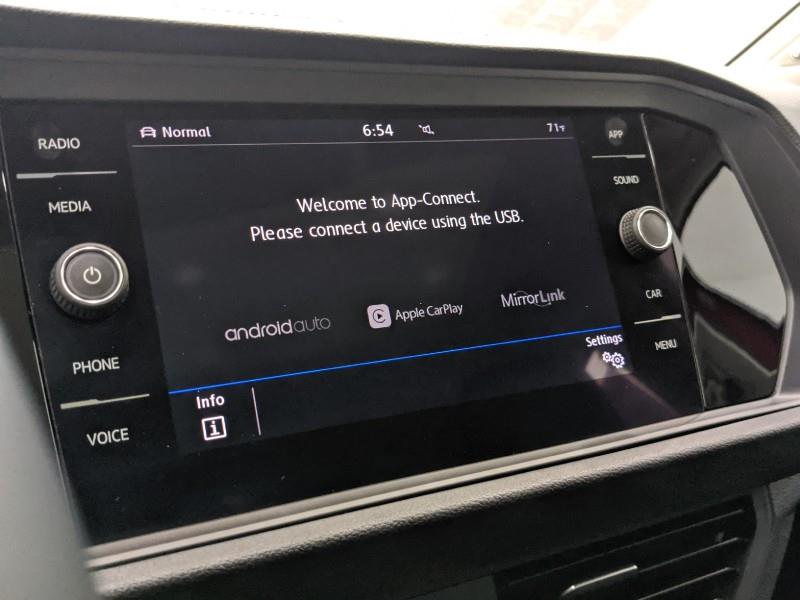 RADIO
MEDIA
PHONE
VOICE
Normal
6:54
71°F
Welcome to App-Connect.
Please connect a device using the USB.
androidauto
Apple CarPlay
MirrorLink
Settings
Info
i
APP
SOUND
CAR
MENU